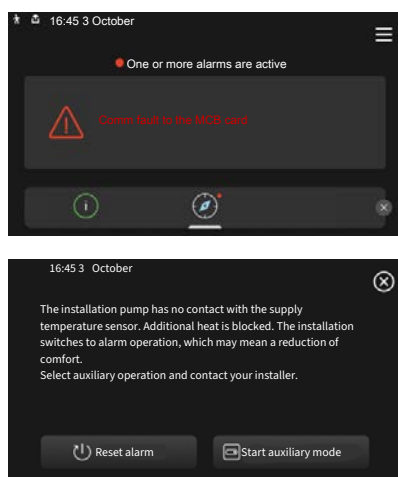 16:45 3 October
One or more alarms are active
Comm fault to the MCB card
i
16:45 3 October
The installation pump has no contact with the supply
temperature sensor. Additional heat is blocked. The installation
switches to alarm operation, which may mean a reduction of
comfort.
Select auxiliary operation and contact your installer.
Reset alarm
Start auxiliary mode